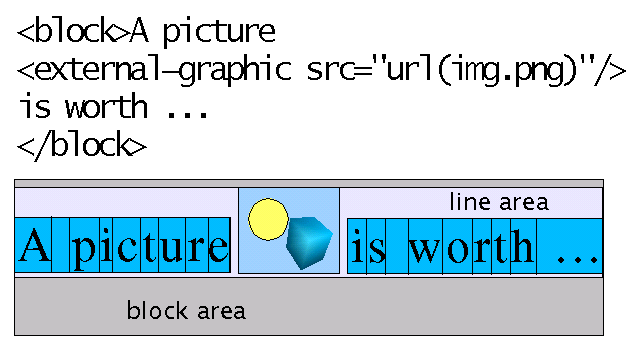 <block>A picture
<external-graphic src="url(img.png)"/>
is worth ...
</block>
line area
A picture is worth ...
block area